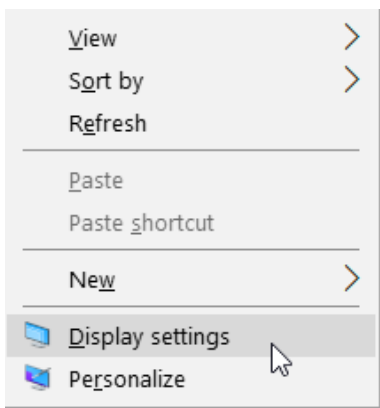 View
Sort by
Refresh
Paste
Paste shortcut
New
Display settings
Personalize